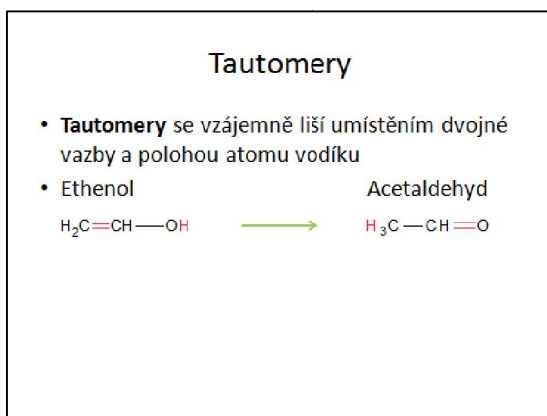 Tautomery
• Tautomery se vzájemně liší umístěním dvojné
vazby a polohou atomu vodíku
• Ethenol Acetaldehyd
H₂C=CH—OH H₃C—CH=O